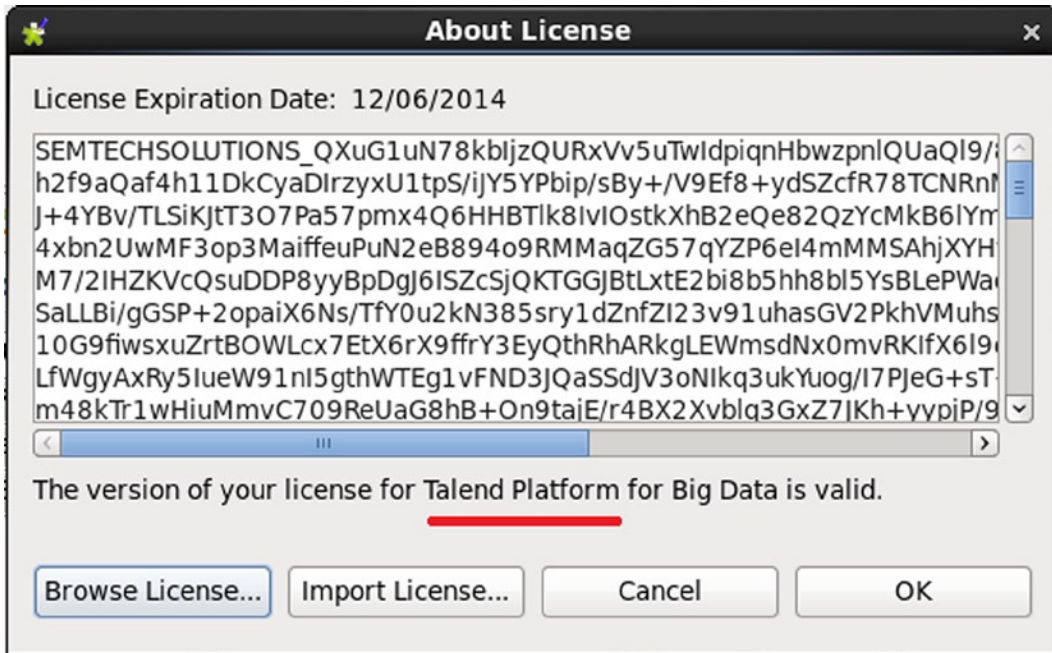 About License
License Expiration Date: 12/06/2014
SEMTECHSOLUTIONS_QXuG1uN78kbIjzQURxVv5uTwIdpiqnHbwzpnlQUaQl9/
h2f9aQaf4h11DkCyaDIrzyxU1tpS/iJY5YPbip/sBy+/V9Ef8+ydSZcfR78TCNRn
J+4YBv/TLSiKJtT3O7Pa57pmx4Q6HHBTlk8IvIOstkXhB2eQe82QzYcMkB6lYm
4xbn2UwMF3op3MaiffeuPuN2eB894o9RMMaqZG57qYZP6eI4mMMSAhjXYH
M7/2IHZKVcQsuDDP8yyBpDgJ6ISZcSjQKTGGJBtLxtE2bi8b5hh8bl5YsBLePWa
SaLLBi/gGSP+2opaiX6Ns/TfY0u2kN385sry1dZnfZI23v91uhasGV2PkhVMuhs
10G9fiwsxuZrtBOWLcx7EtX6rX9ffrY3EyQthRhARkgLEWmsdNx0mvRKIfX6l9
LfWgyAxRy5IueW91nI5gthWTEg1vFND3JQaSSdJV3oNIkq3ukYuog/I7PJeG+sT
m48kTr1wHiuMmvC709ReUaG8hB+On9tajE/r4BX2Xvblq3GxZ7JKh+yypjP/9
The version of your license for Talend Platform for Big Data is valid.
Browse License... Import License... Cancel OK